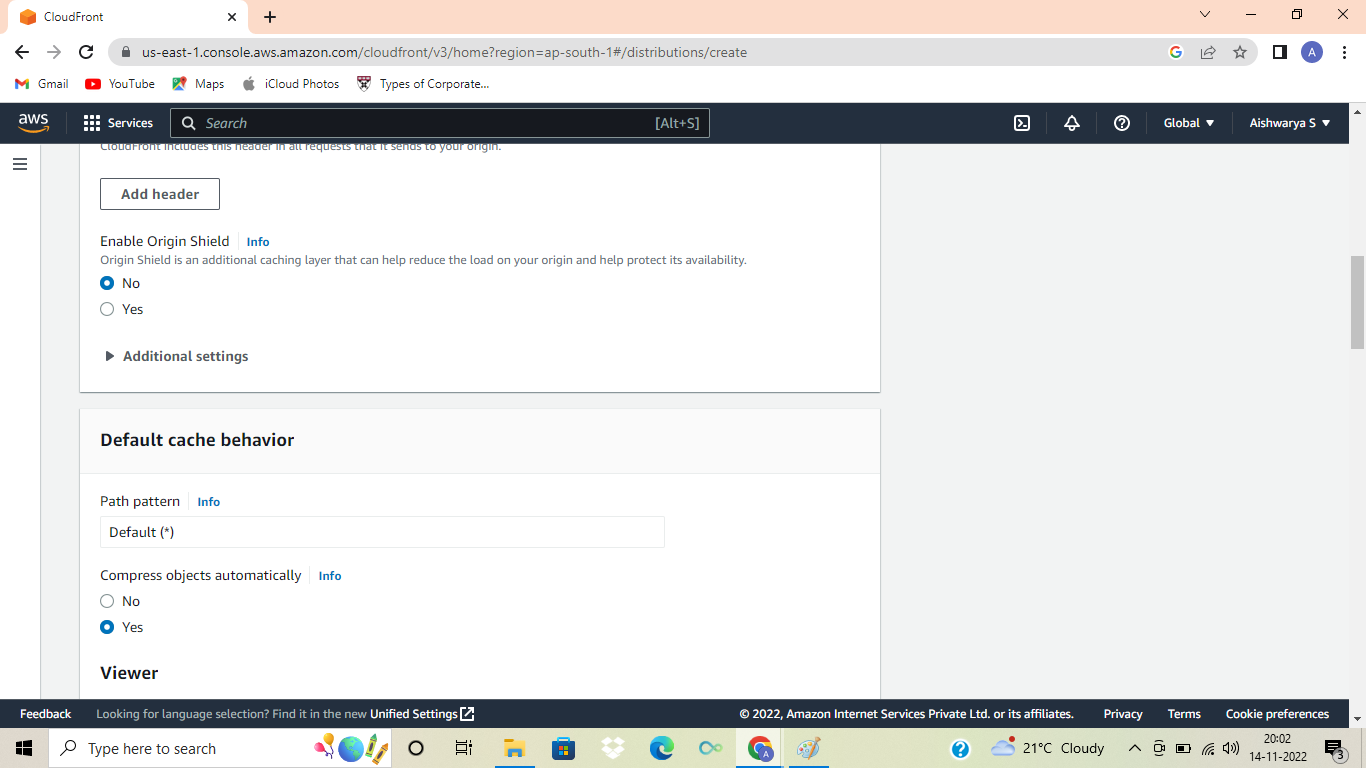 CloudFront
us-east-1.console.aws.amazon.com/cloudfront/v3/home?region=ap-south-1#/distributions/create
A
Gmail
YouTube
Maps
iCloud Photos
Types of Corporate...
aws
Services
Search
[Alt+S]
Global
Aishwarya S
CloudFront includes this header in all requests that it sends to your origin.
Add header
Enable Origin Shield
Info
Origin Shield is an additional caching layer that can help reduce the load on your origin and help protect its availability.
No
Yes
Additional settings
Default cache behavior
Path pattern
Info
Default (*)
Compress objects automatically
Info
No
Yes
Viewer
Feedback
Looking for language selection? Find it in the new Unified Settings
© 2022, Amazon Internet Services Private Ltd. or its affiliates.
Privacy
Terms
Cookie preferences
Type here to search
A
21°C Cloudy
20:02
14-11-2022
3